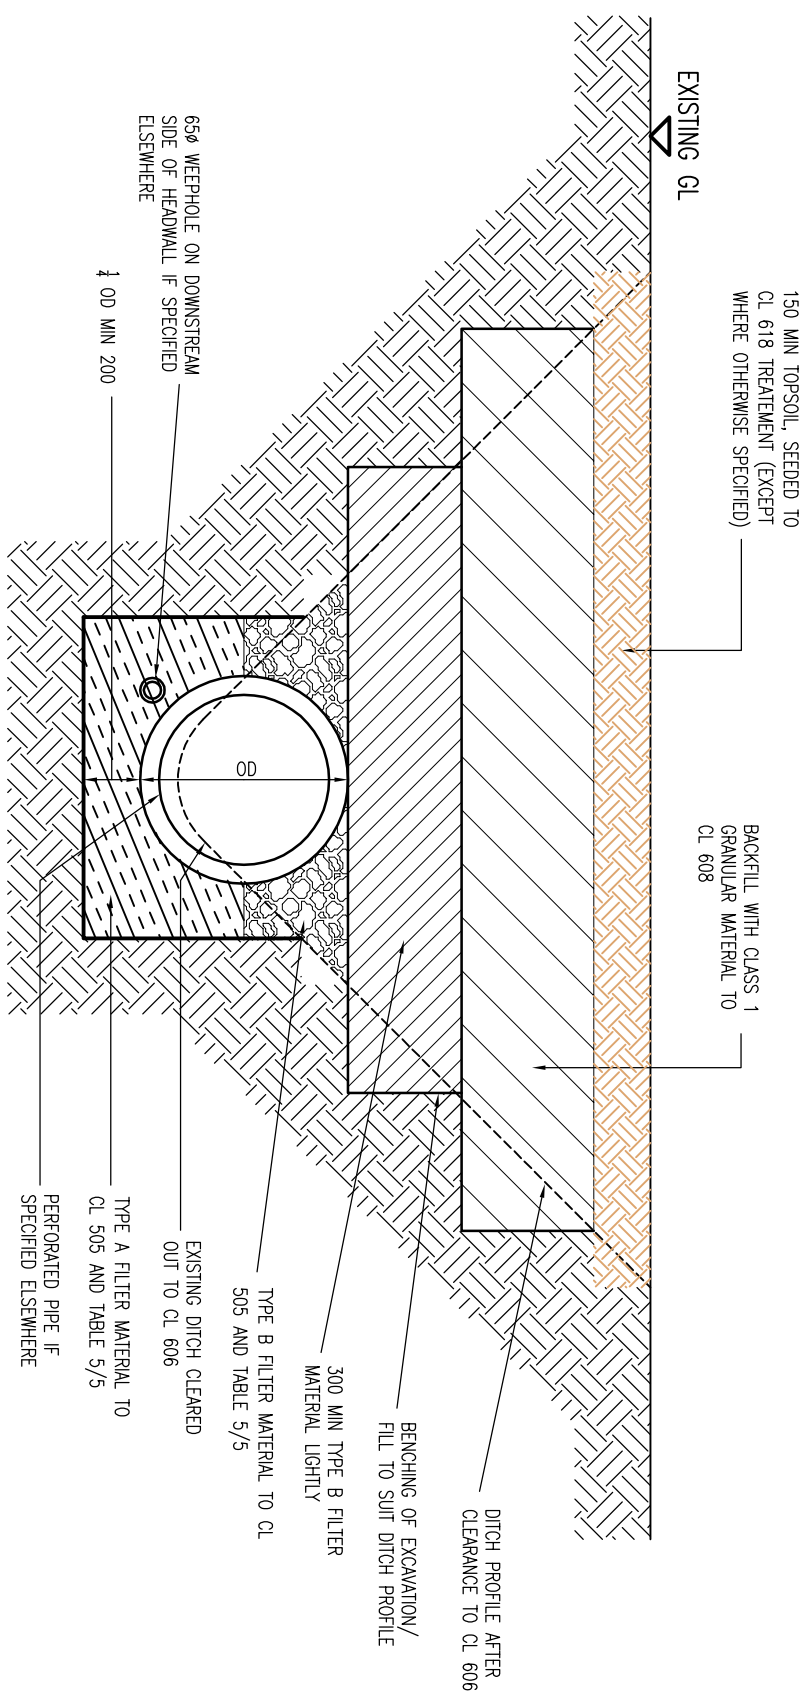 EXISTING GL
150 MIN TOPSOIL, SEEDED TO
CL 618 TREATEMENT (EXCEPT
WHERE OTHERWISE SPECIFIED)
BACKFILL WITH CLASS 1
GRANULAR MATERIAL TO
CL 608
65ø WEEPHOLE ON DOWNSTREAM
SIDE OF HEADWALL IF SPECIFIED
ELSEWHERE
¼ OD MIN 200
OD
DITCH PROFILE AFTER
CLEARANCE TO CL 606
BENCHING OF EXCAVATION/
FILL TO SUIT DITCH PROFILE
300 MIN TYPE B FILTER
MATERIAL LIGHTLY
TYPE B FILTER MATERIAL TO CL
505 AND TABLE 5/5
EXISTING DITCH CLEARED
OUT TO CL 606
TYPE A FILTER MATERIAL TO
CL 505 AND TABLE 5/5
PERFORATED PIPE IF
SPECIFIED ELSEWHERE